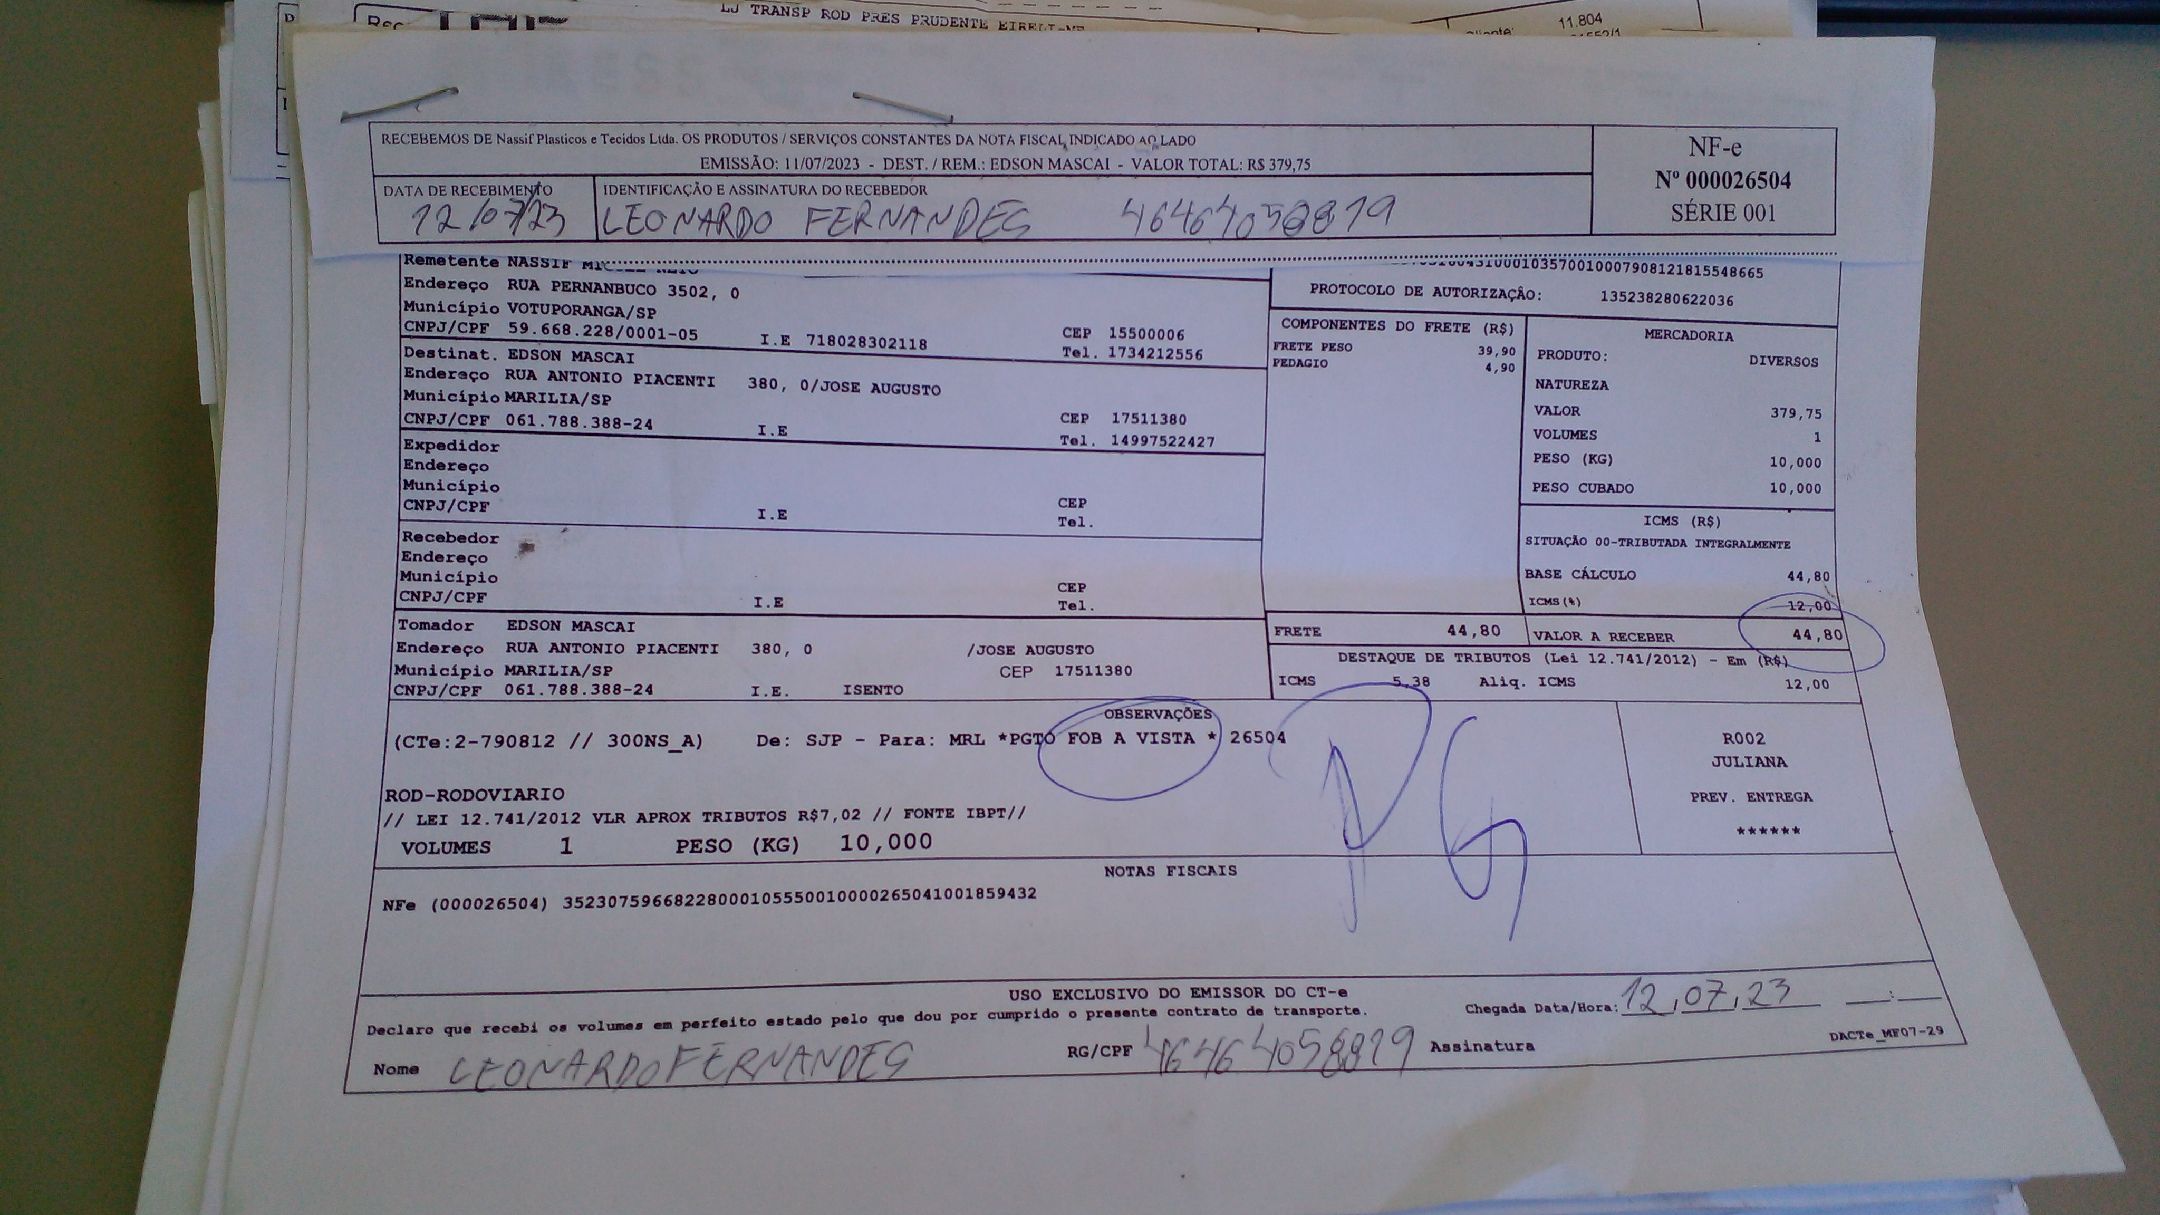 LJ TRANSP ROD PRES PRUDENTE EIRELI-ME
11.804
RECEBEMOS DE Nassif Plasticos e Tecidos Ltda. OS PRODUTOS / SERVIÇOS CONSTANTES DA NOTA FISCAL INDICADO AO LADO
EMISSÃO: 11/07/2023 - DEST. / REM.: EDSON MASCAI - VALOR TOTAL: R$ 379,75
NF-e
Nº 000026504
SÉRIE 001
DATA DE RECEBIMENTO
12/07/23
IDENTIFICAÇÃO E ASSINATURA DO RECEBEDOR
LEONARDO FERNANDES 46464058819
Remetente NASSIF
Endereço RUA PERNANBUCO 3502, 0
Município VOTUPORANGA/SP
CNPJ/CPF 59.668.228/0001-05 I.E 718028302118 CEP 15500006
Tel. 1734212556
Destinat. EDSON MASCAI
Endereço RUA ANTONIO PIACENTI 380, 0/JOSE AUGUSTO
Município MARILIA/SP
CNPJ/CPF 061.788.388-24 I.E CEP 17511380
Tel. 14997522427
Expedidor
Endereço
Município
CNPJ/CPF I.E CEP
Tel.
Recebedor
Endereço
Município
CNPJ/CPF I.E CEP
Tel.
Tomador EDSON MASCAI
Endereço RUA ANTONIO PIACENTI 380, 0 /JOSE AUGUSTO
Município MARILIA/SP CEP 17511380
CNPJ/CPF 061.788.388-24 I.E. ISENTO
PROTOCOLO DE AUTORIZAÇÃO: 135238280622036
COMPONENTES DO FRETE (R$)
FRETE PESO 39,90
PEDAGIO 4,90
MERCADORIA
PRODUTO: DIVERSOS
NATUREZA
VALOR 379,75
VOLUMES 1
PESO (KG) 10,000
PESO CUBADO 10,000
ICMS (R$)
SITUAÇÃO 00-TRIBUTADA INTEGRALMENTE
BASE CÁLCULO 44,80
ICMS(%) 12,00
FRETE 44,80 VALOR A RECEBER 44,80
DESTAQUE DE TRIBUTOS (Lei 12.741/2012) - Em (R$)
ICMS 5,38 Aliq. ICMS 12,00
OBSERVAÇÕES
(CTe:2-790812 // 300NS_A) De: SJP - Para: MRL *PGTO FOB A VISTA * 26504
ROD-RODOVIARIO
// LEI 12.741/2012 VLR APROX TRIBUTOS R$7,02 // FONTE IBPT//
VOLUMES 1 PESO (KG) 10,000
PG
R002
JULIANA
PREV. ENTREGA
******
NOTAS FISCAIS
NFe (000026504) 35230759668228000105550010000265041001859432
USO EXCLUSIVO DO EMISSOR DO CT-e
Declaro que recebi os volumes em perfeito estado pelo que dou por cumprido o presente contrato de transporte.
Chegada Data/Hora: 12,07,23 __:__
Nome LEONARDO FERNANDES RG/CPF 46464058819 Assinatura
DACTe_MF07-29